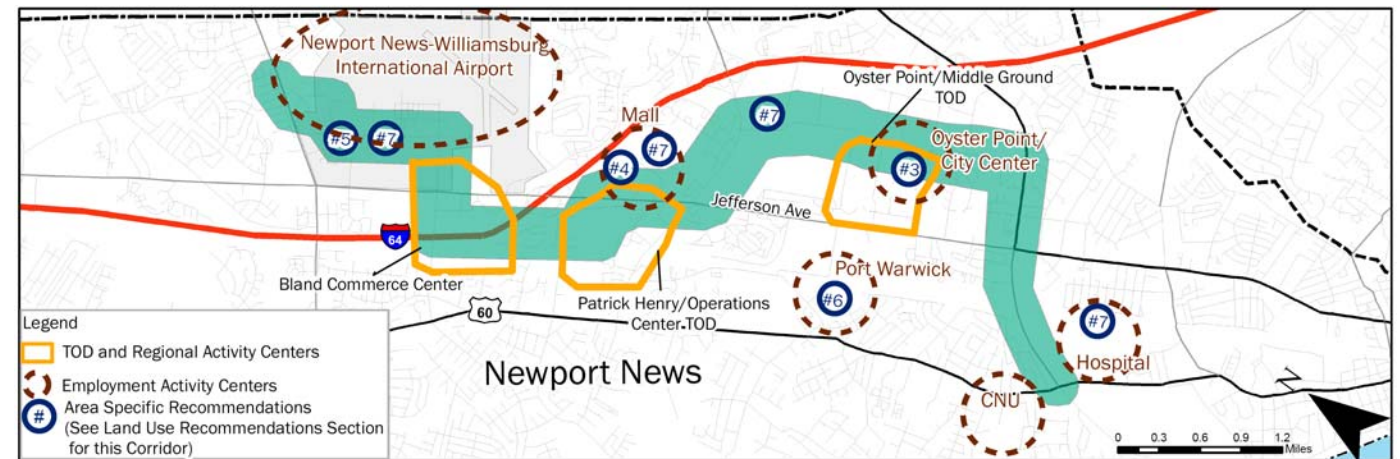 Newport News-Williamsburg
International Airport
Oyster Point/Middle Ground
TOD
Mall
#7
#5
#7
#7
Oyster Point/
City Center
#4
#3
Jefferson Ave
64
Bland Commerce Center
Port Warwick
#6
Patrick Henry/Operations
Center TOD
60
#7
Hospital
Newport News
CNU
N
Legend
TOD and Regional Activity Centers
Employment Activity Centers
# Area Specific Recommendations
(See Land Use Recommendations Section
for this Corridor)
0 0.3 0.6 0.9 1.2
Miles